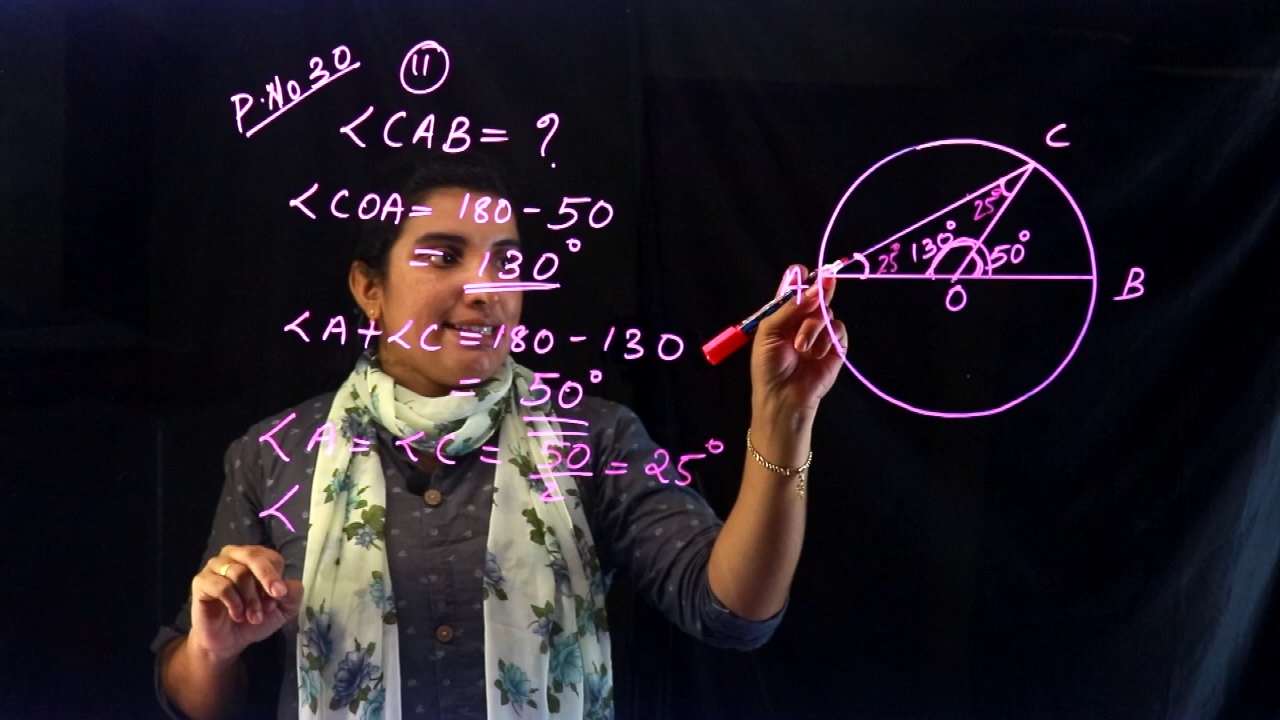 P.No 30
11
<CAB = ?
<COA = 180 - 50
= 130°
<A + <C = 180 - 130
= 50°
<A = <C = 50/2 = 25°
<
C
25°
25°
130°
50°
A
O
B